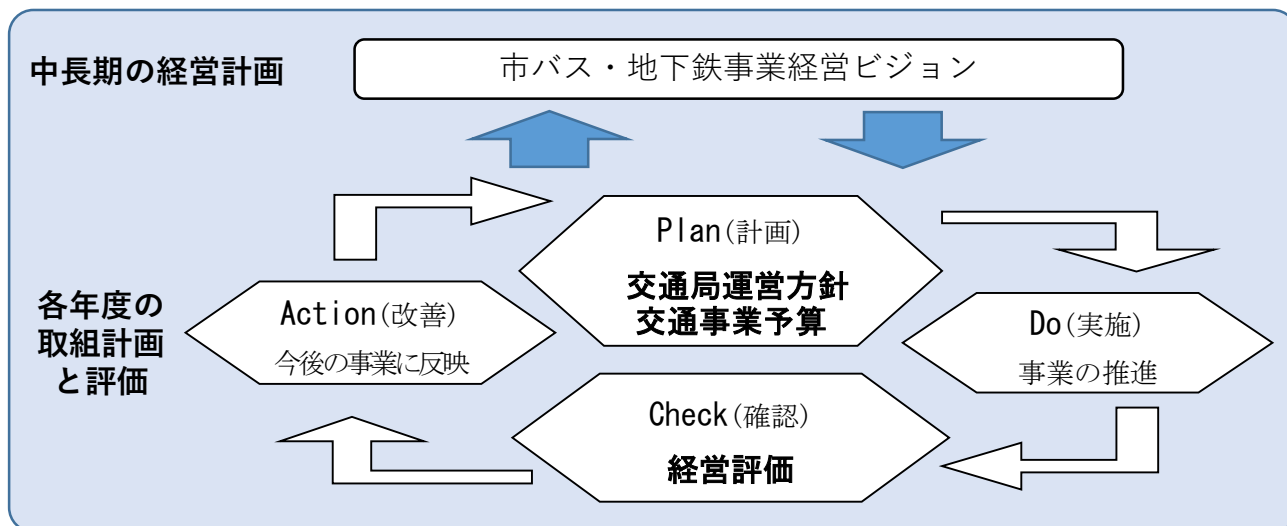 中長期の経営計画
市バス・地下鉄事業経営ビジョン
Plan(計画)
交通局運営方針
交通事業予算
各年度の
取組計画
と評価
Action(改善)
今後の事業に反映
Do(実施)
事業の推進
Check(確認)
経営評価